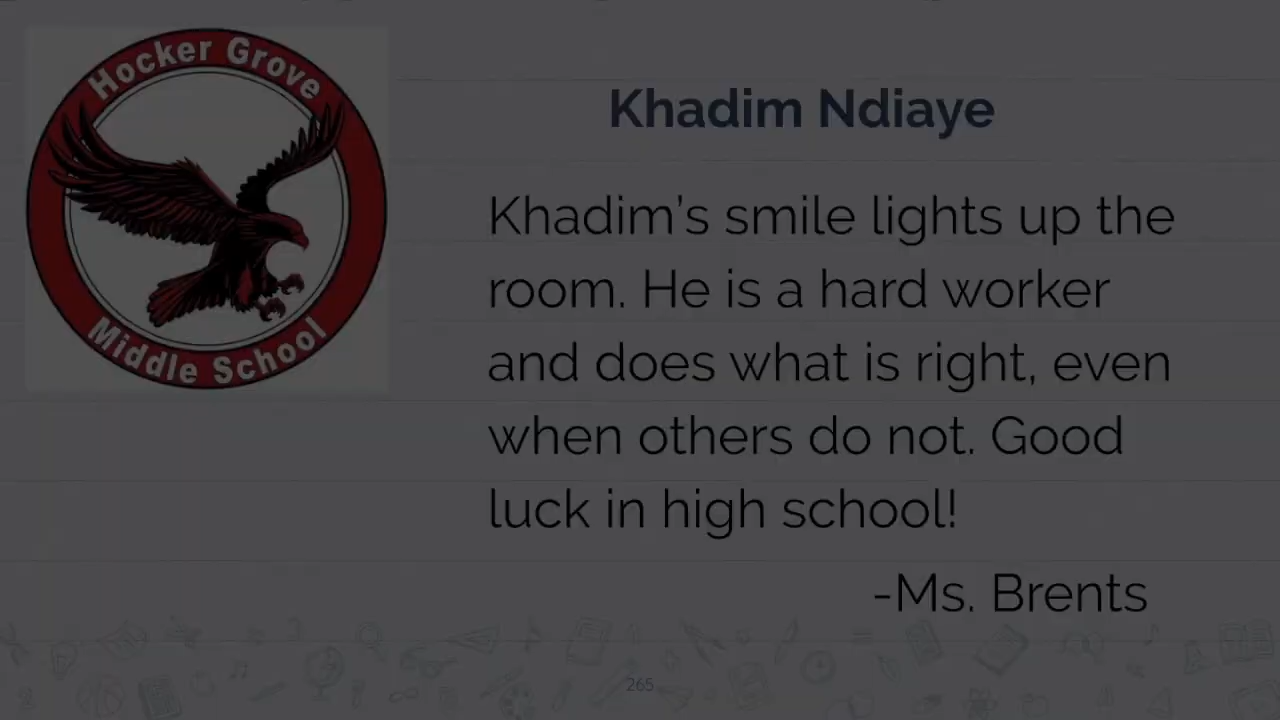 Hocker Grove
Middle School
Khadim Ndiaye
Khadim’s smile lights up the
room. He is a hard worker
and does what is right, even
when others do not. Good
luck in high school!
-Ms. Brents
265